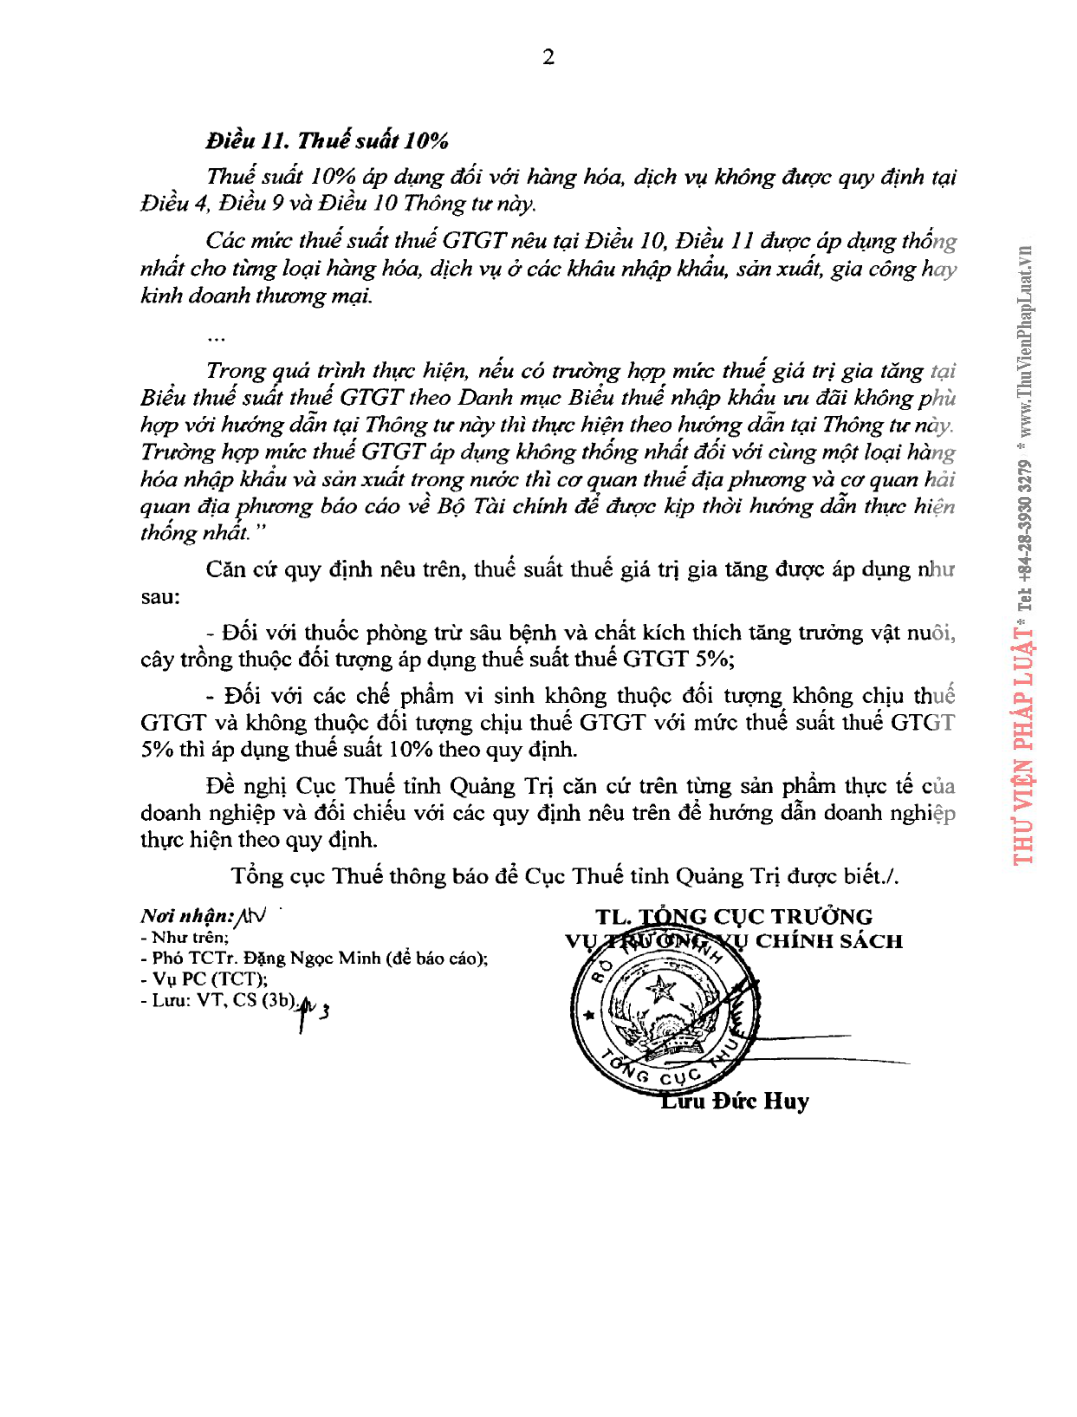 2
Điều 11. Thuế suất 10%
Thuế suất 10% áp dụng đối với hàng hóa, dịch vụ không được quy định tại
Điều 4, Điều 9 và Điều 10 Thông tư này.
Các mức thuế suất thuế GTGT nêu tại Điều 10, Điều 11 được áp dụng thống
nhất cho từng loại hàng hóa, dịch vụ ở các khâu nhập khẩu, sản xuất, gia công hay
kinh doanh thương mại.
...
Trong quá trình thực hiện, nếu có trường hợp mức thuế giá trị gia tăng tại
Biểu thuế suất thuế GTGT theo Danh mục Biểu thuế nhập khẩu ưu đãi không phù
hợp với hướng dẫn tại Thông tư này thì thực hiện theo hướng dẫn tại Thông tư này.
Trường hợp mức thuế GTGT áp dụng không thống nhất đối với cùng một loại hàng
hóa nhập khẩu và sản xuất trong nước thì cơ quan thuế địa phương và cơ quan hải
quan địa phương báo cáo về Bộ Tài chính để được kịp thời hướng dẫn thực hiện
thống nhất."
Căn cứ quy định nêu trên, thuế suất thuế giá trị gia tăng được áp dụng như
sau:
- Đối với thuốc phòng trừ sâu bệnh và chất kích thích tăng trưởng vật nuôi,
cây trồng thuộc đối tượng áp dụng thuế suất thuế GTGT 5%;
- Đối với các chế phẩm vi sinh không thuộc đối tượng không chịu thuế
GTGT và không thuộc đối tượng chịu thuế GTGT với mức thuế suất thuế GTGT
5% thì áp dụng thuế suất 10% theo quy định.
Đề nghị Cục Thuế tỉnh Quảng Trị căn cứ trên từng sản phẩm thực tế của
doanh nghiệp và đối chiếu với các quy định nêu trên để hướng dẫn doanh nghiệp
thực hiện theo quy định.
Tổng cục Thuế thông báo để Cục Thuế tỉnh Quảng Trị được biết./.
Nơi nhận:
- Như trên;
- Phó TCTr. Đặng Ngọc Minh (để báo cáo);
- Vụ PC (TCT);
- Lưu: VT, CS (3b).
3
TL. TỔNG CỤC TRƯỞNG
VỤ TRƯỞNG VỤ CHÍNH SÁCH
BỘ TÀI CHÍNH
TỔNG CỤC THUẾ
Lưu Đức Huy
THƯ VIỆN PHÁP LUẬT * Tel: +84-28-3930 3279 * www.ThuVienPhapLuat.vn